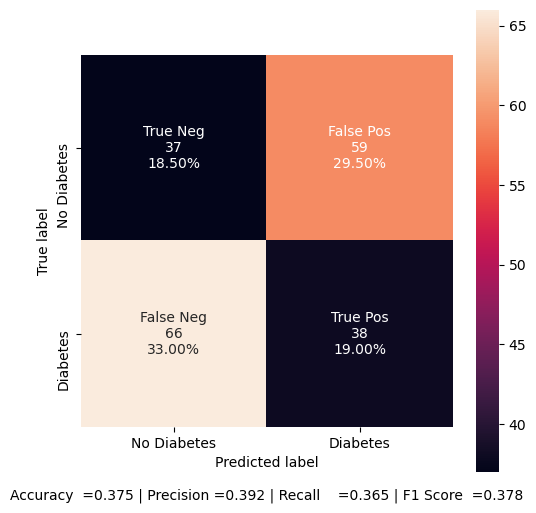 True Neg
37
18.50%
False Pos
59
29.50%
False Neg
66
33.00%
True Pos
38
19.00%
No Diabetes
Diabetes
True label
No Diabetes
Diabetes
Predicted label
65
60
55
50
45
40
Accuracy  =0.375 | Precision =0.392 | Recall    =0.365 | F1 Score  =0.378